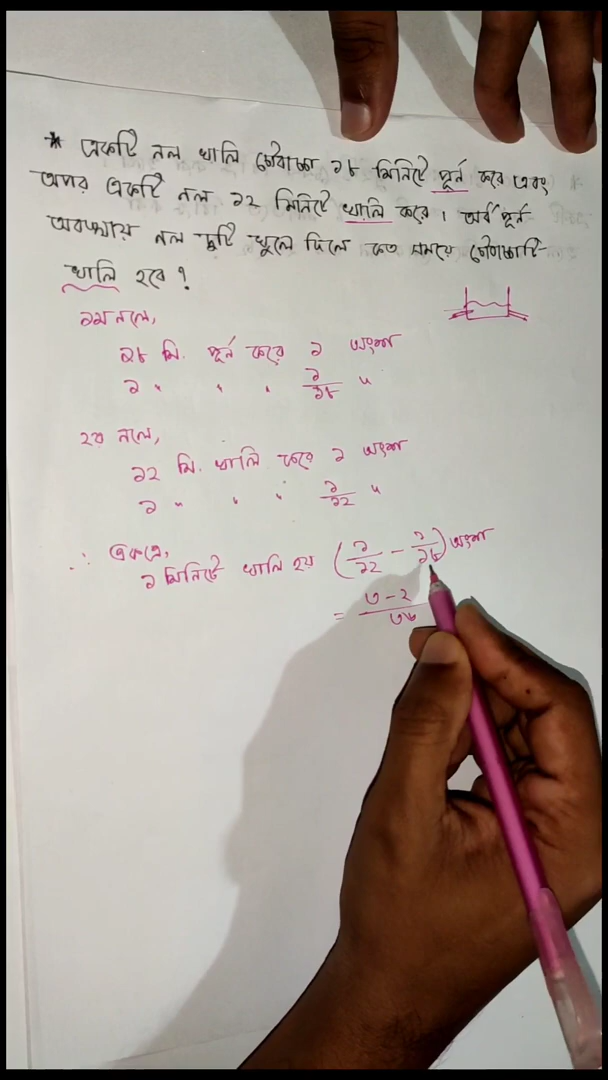 * একটি নল খালি চৌবাচ্চা ১৮ মিনিটে পূর্ন করে এবং
অপর একটি নল ১২ মিনিটে খালি করে। অর্ধ পূর্ন
অবস্থায় নল দুটি খুলে দিলে কত সময়ে চৌবাচ্চাটি
খালি হবে ?
১ম নলে,
১৮ মি. পূর্ন করে ১ অংশ
১ " " " ১/১৮ "
২য় নলে,
১২ মি. খালি করে ১ অংশ
১ " " " ১/১২ "
∴ একত্রে,
১ মিনিটে খালি হয় (১/১২ - ১/১৮) অংশ
= ৩-২/৩৬